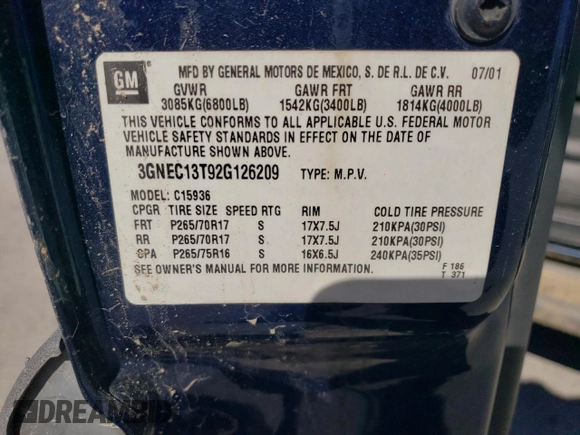 GM ®
MFD BY GENERAL MOTORS DE MEXICO, S. DE R.L. DE C.V. 07/01
GVWR GAWR FRT GAWR RR
3085KG(6800LB) 1542KG(3400LB) 1814KG(4000LB)
THIS VEHICLE CONFORMS TO ALL APPLICABLE U.S. FEDERAL MOTOR
VEHICLE SAFETY STANDARDS IN EFFECT ON THE DATE OF
MANUFACTURE SHOWN ABOVE.
3GNEC13T92G126209 TYPE: M.P.V.
MODEL: C15936
CPGR TIRE SIZE SPEED RTG RIM COLD TIRE PRESSURE
FRT P265/70R17 S 17X7.5J 210KPA(30PSI)
RR P265/70R17 S 17X7.5J 210KPA(30PSI)
CPA P265/75R16 S 16X6.5J 240KPA(35PSI)
SEE OWNER'S MANUAL FOR MORE INFORMATION. F 186
T 371
DREAMBID